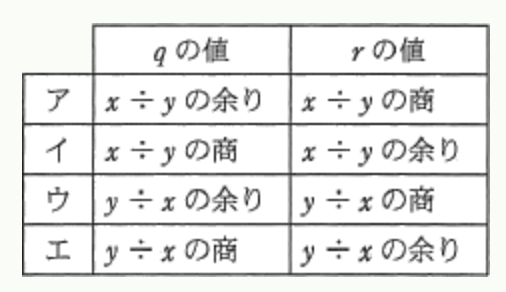 qの値 rの値
ア x÷yの余り x÷yの商
イ x÷yの商 x÷yの余り
ウ y÷xの余り y÷xの商
エ y÷xの商 y÷xの余り